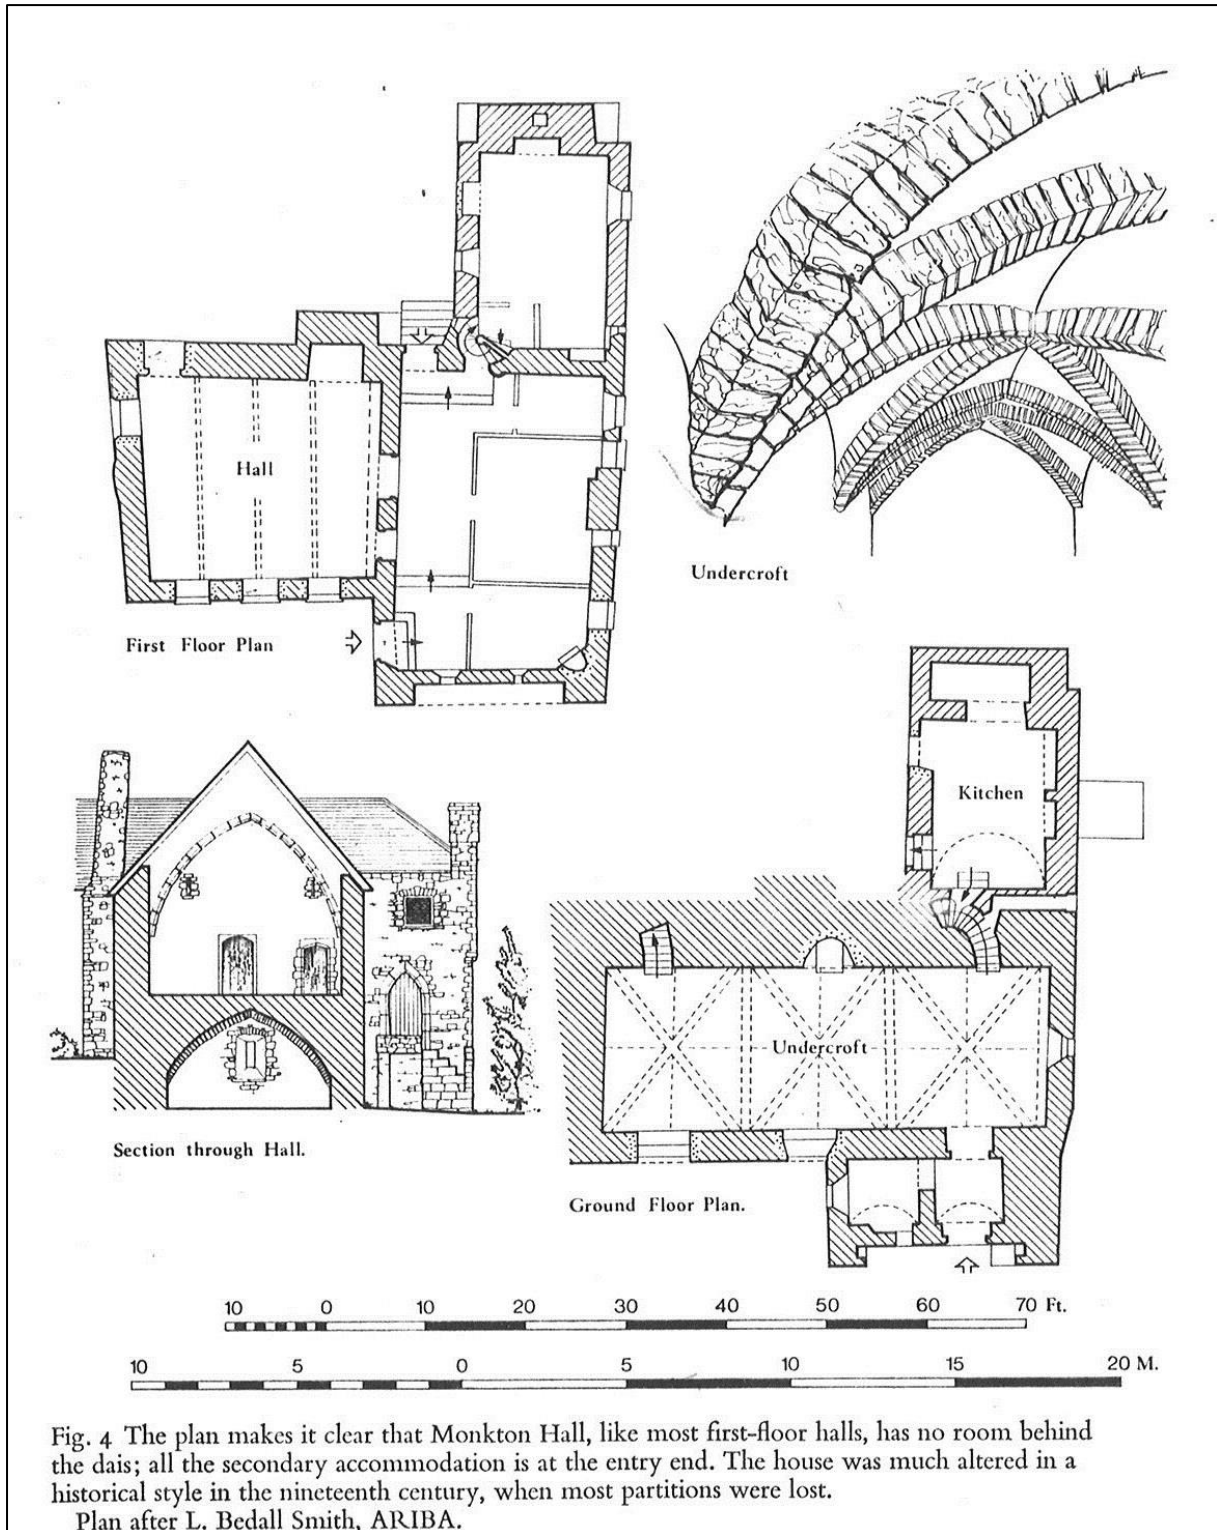 Hall
First Floor Plan
Undercroft
Kitchen
Undercroft
Section through Hall.
Ground Floor Plan.
10 0 10 20 30 40 50 60 70 Ft.
10 5 0 5 10 15 20 M.
Fig. 4 The plan makes it clear that Monkton Hall, like most first-floor halls, has no room behind
the dais; all the secondary accommodation is at the entry end. The house was much altered in a
historical style in the nineteenth century, when most partitions were lost.
Plan after L. Bedall Smith, ARIBA.